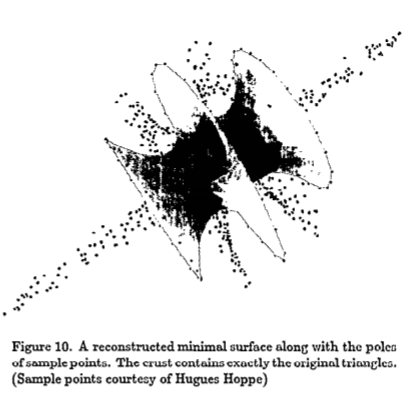 Figure 10. A reconstructed minimal surface along with the poles
of sample points. The crust contains exactly the original triangles.
(Sample points courtesy of Hugues Hoppe)